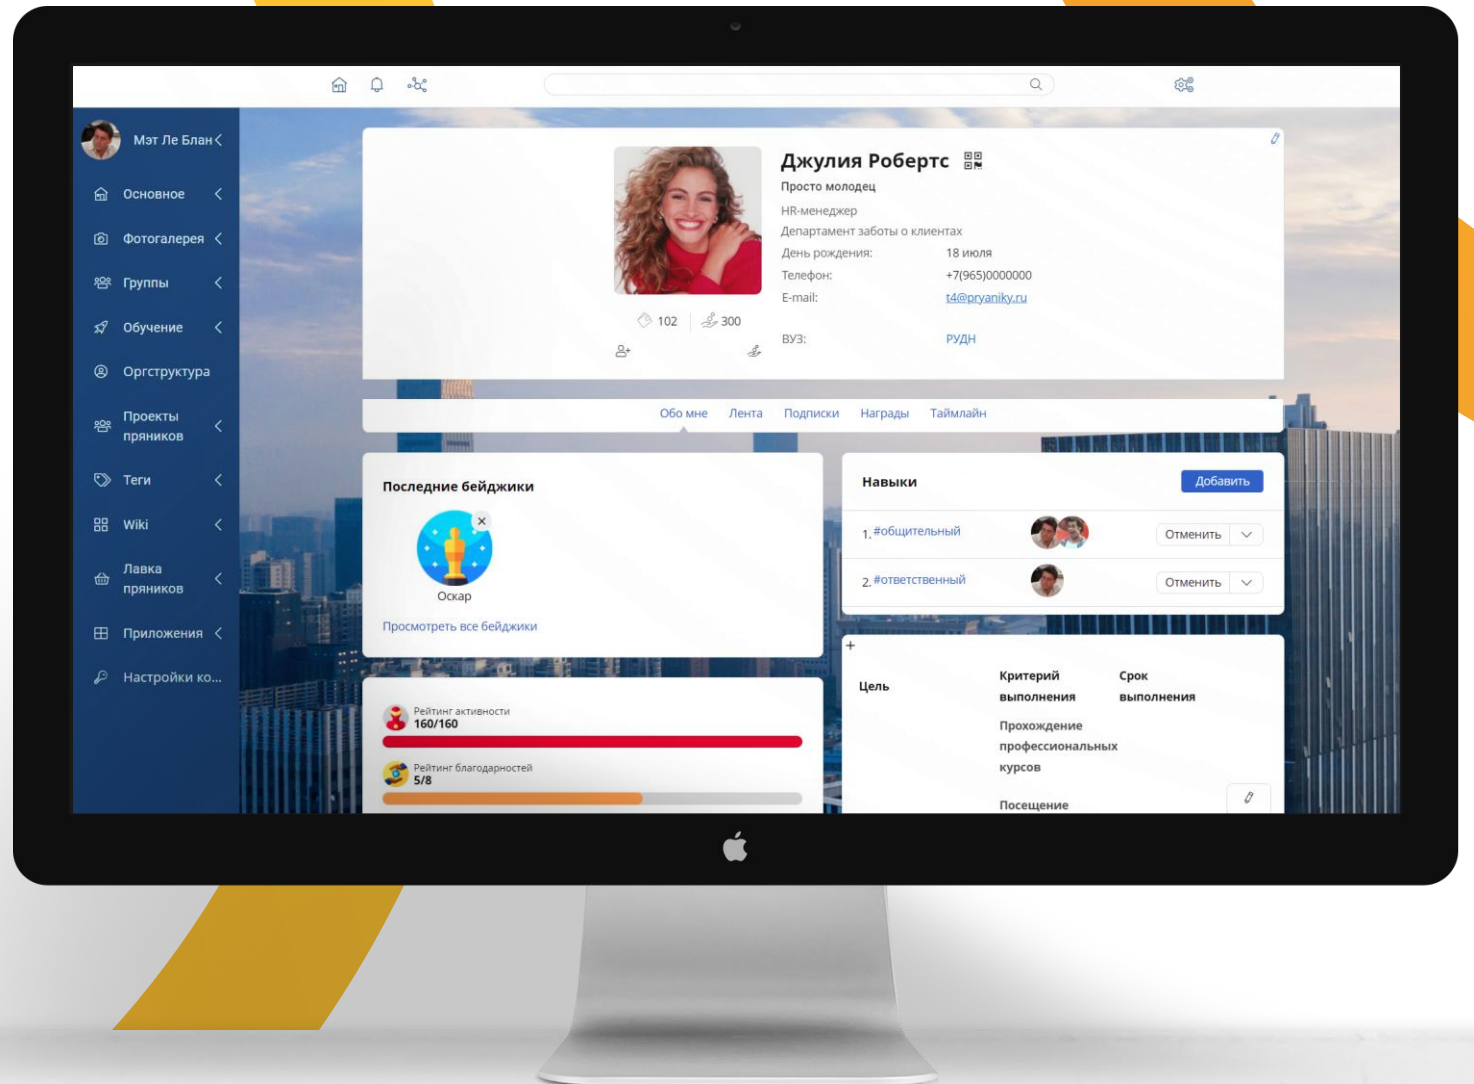 Мэт Ле Блан
Основное
Фотогалерея
Группы
Обучение
Оргструктура
Проекты
пряников
Теги
Wiki
Лавка
пряников
Приложения
Настройки ко...
Джулия Робертс
Просто молодец
HR-менеджер
Департамент заботы о клиентах
День рождения: 18 июля
Телефон: +7(965)0000000
E-mail: t4@pryaniky.ru
ВУЗ: РУДН
102 300
Обо мне Лента Подписки Награды Таймлайн
Последние бейджики
Оскар
Просмотреть все бейджики
Рейтинг активности
160/160
Рейтинг благодарностей
5/8
Навыки Добавить
1. #общительный Отменить
2. #ответственный Отменить
Цель
Критерий
выполнения
Срок
выполнения
Прохождение
профессиональных
курсов
Посещение